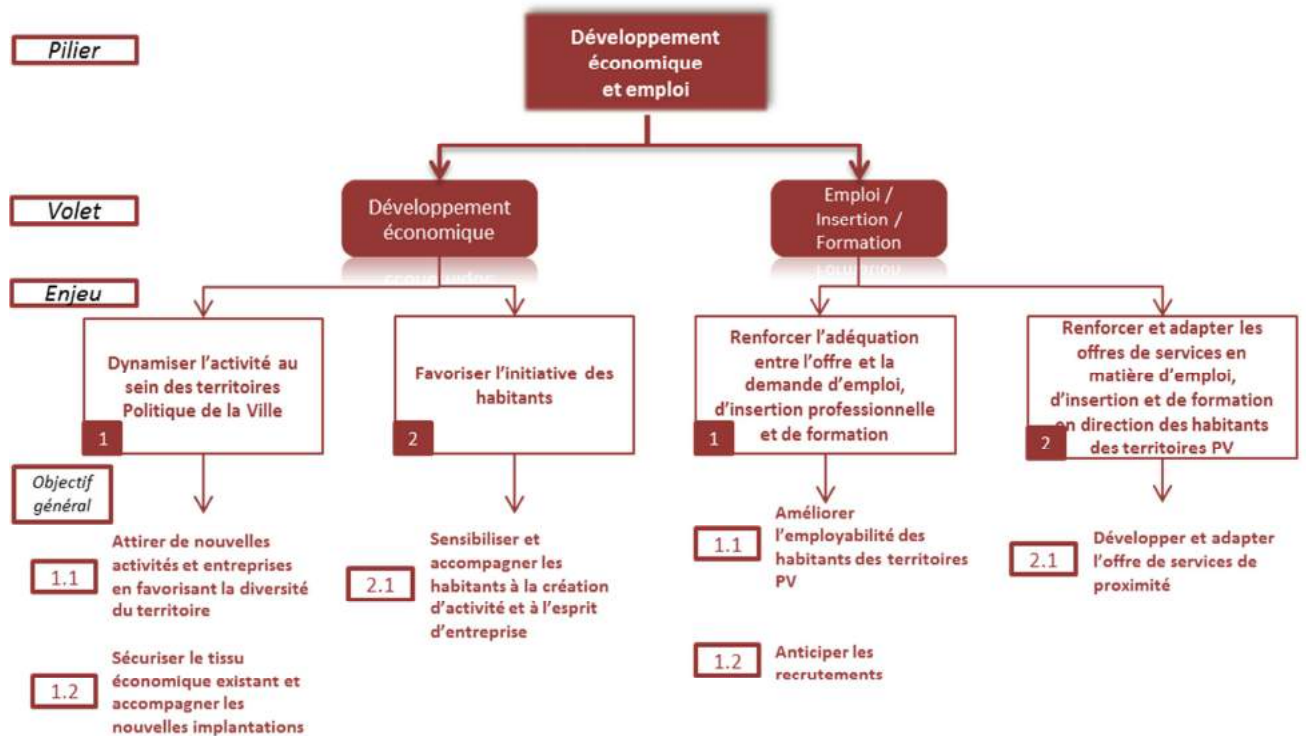 Pilier
Développement
économique
et emploi
Volet
Développement
économique
Emploi /
Insertion /
Formation
Enjeu
Dynamiser l'activité au
sein des territoires
Politique de la Ville
1
Favoriser l'initiative des
habitants
2
Renforcer l'adéquation
entre l'offre et la
demande d'emploi,
d'insertion professionnelle
et de formation
1
Renforcer et adapter les
offres de services en
matière d'emploi,
d'insertion et de formation
en direction des habitants
des territoires PV
2
Objectif
général
1.1
Attirer de nouvelles
activités et entreprises
en favorisant la diversité
du territoire
1.2
Sécuriser le tissu
économique existant et
accompagner les
nouvelles implantations
2.1
Sensibiliser et
accompagner les
habitants à la création
d'activité et à l'esprit
d'entreprise
1.1
Améliorer
l'employabilité des
habitants des territoires
PV
1.2
Anticiper les
recrutements
2.1
Développer et adapter
l'offre de services de
proximité